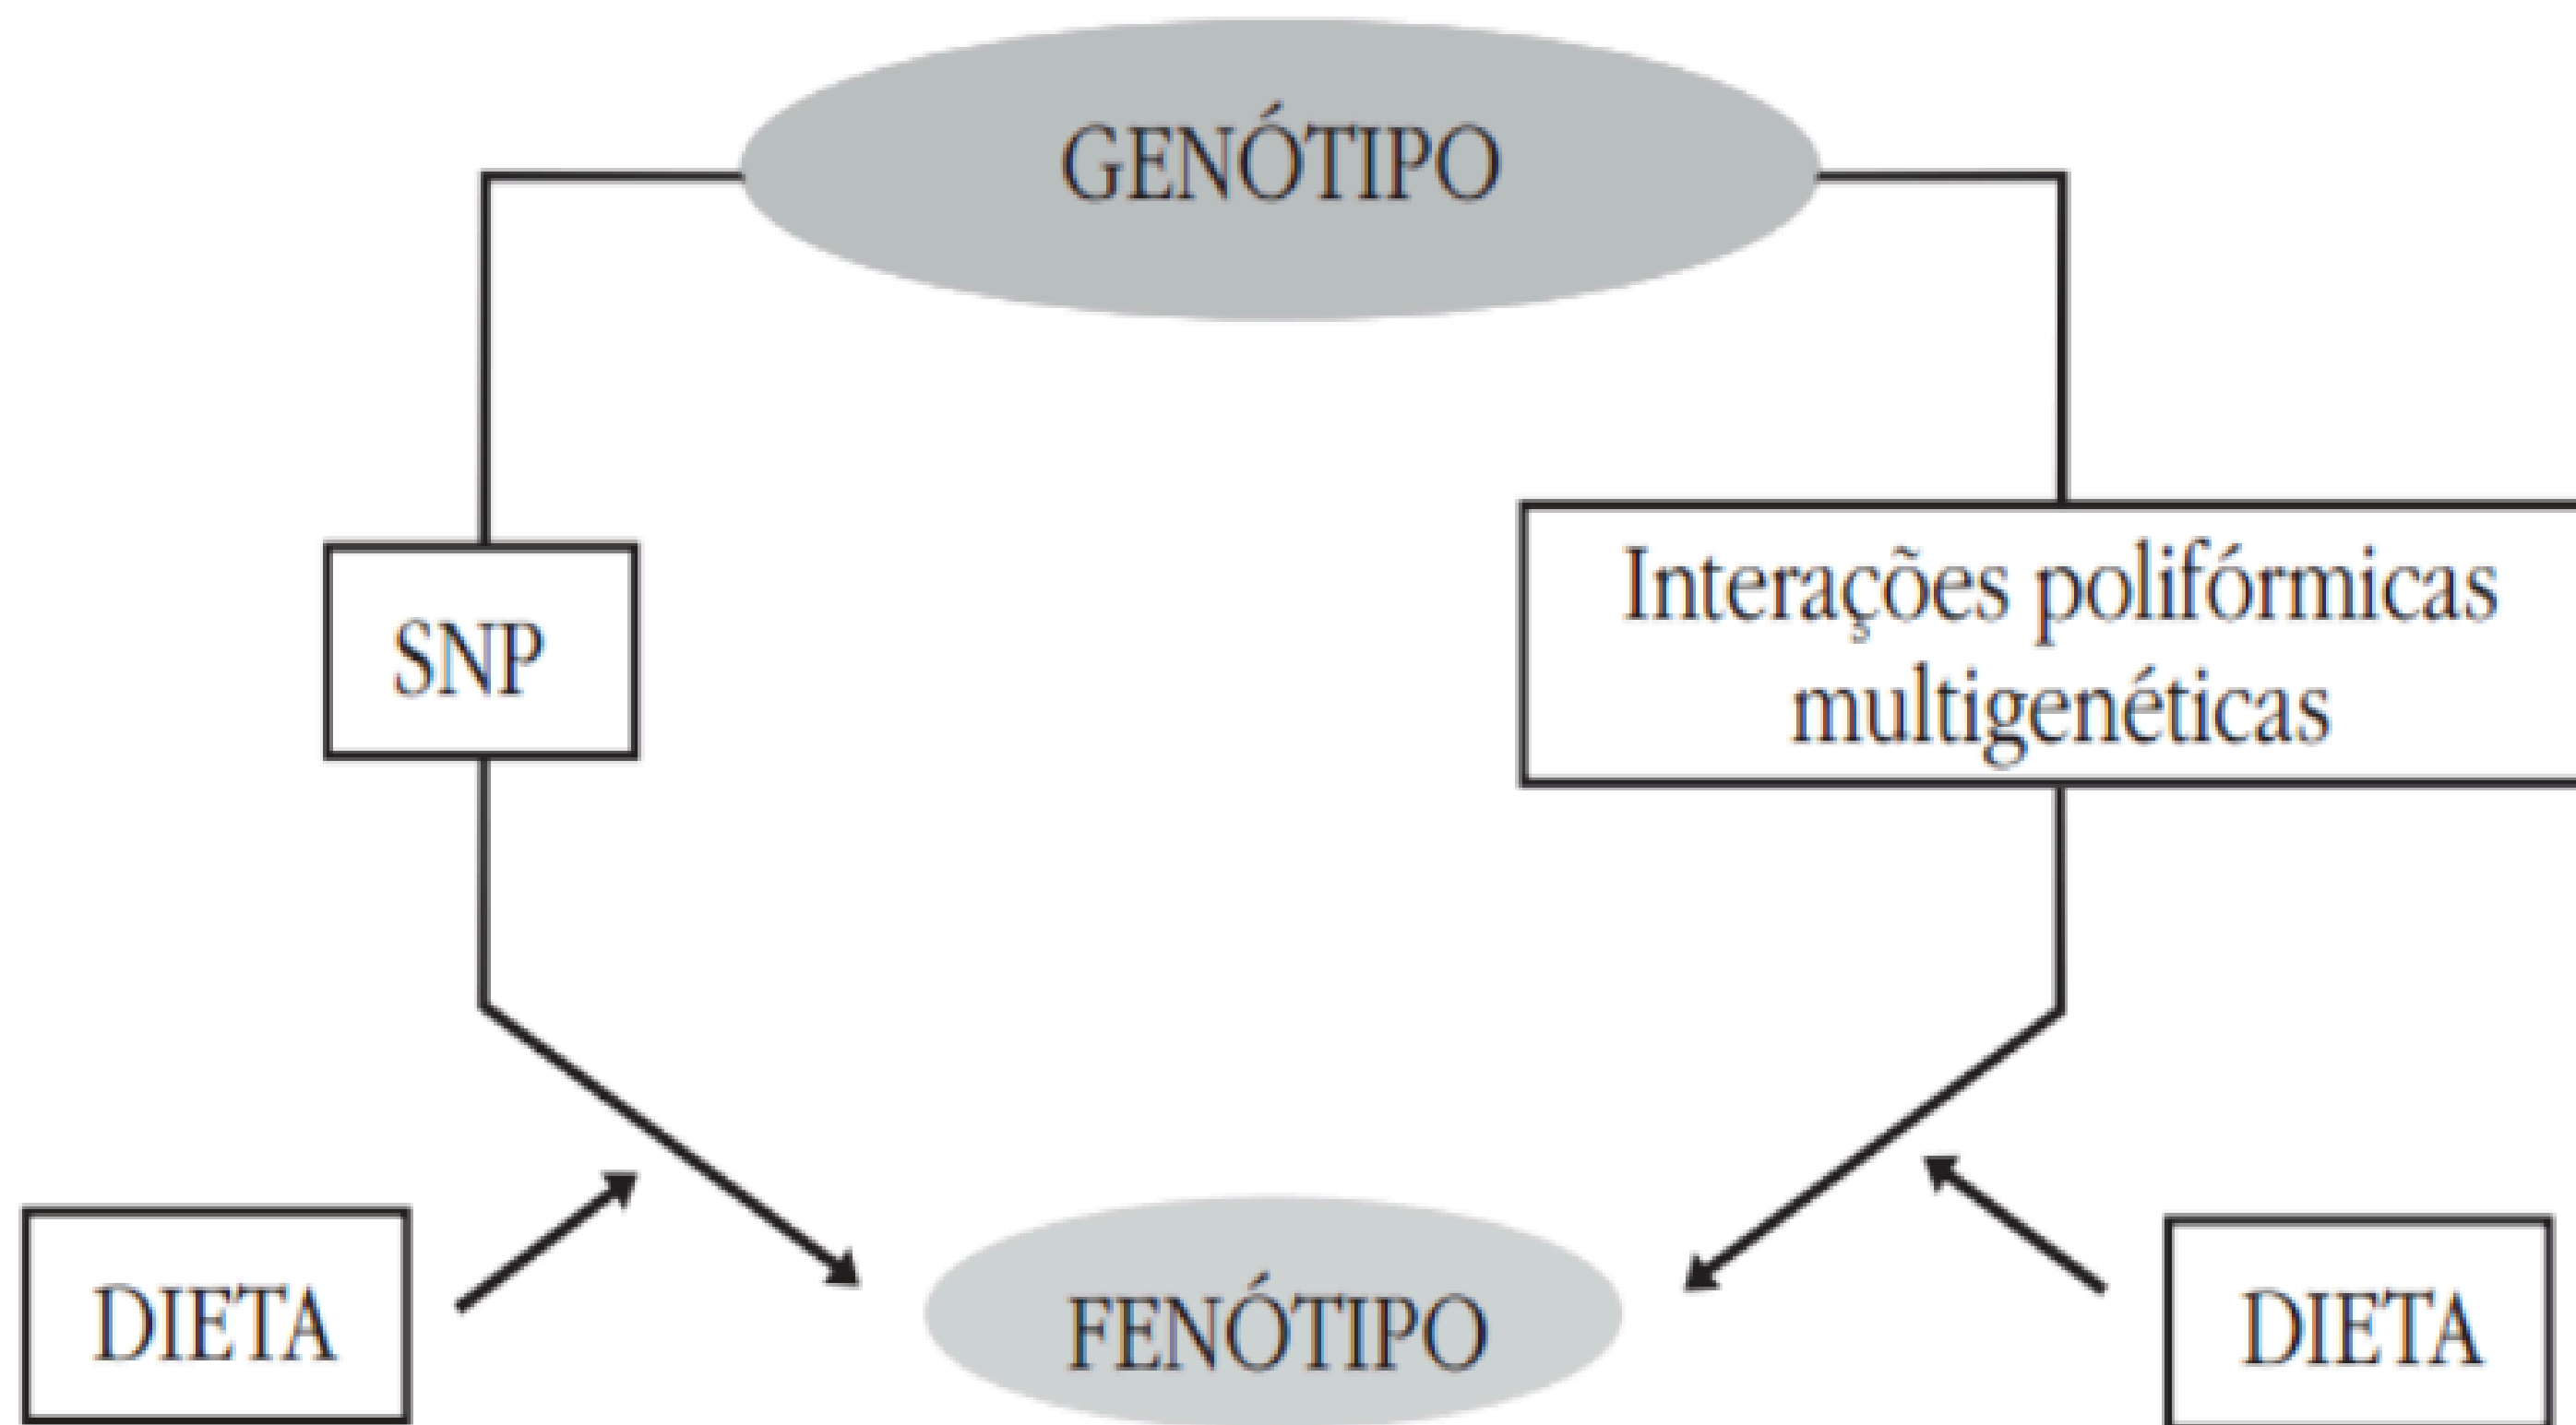 GENÓTIPO
SNP
Interações polifórmicas
multigenéticas
DIETA
FENÓTIPO
DIETA